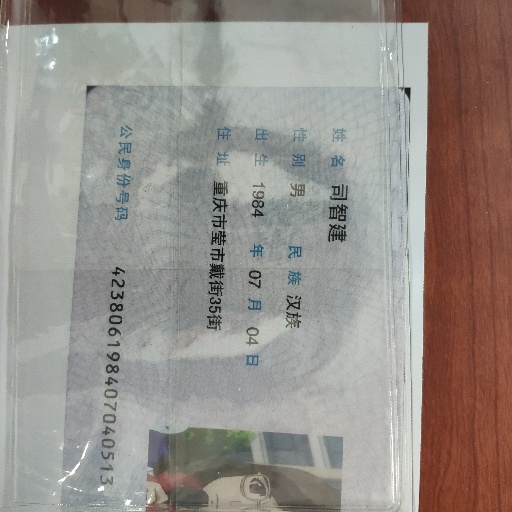 姓名 司智建
性别 男 民族 汉族
出生 1984 年 07 月 04 日
住址 重庆市莹市戴街35街
公民身份号码 423806198407040513